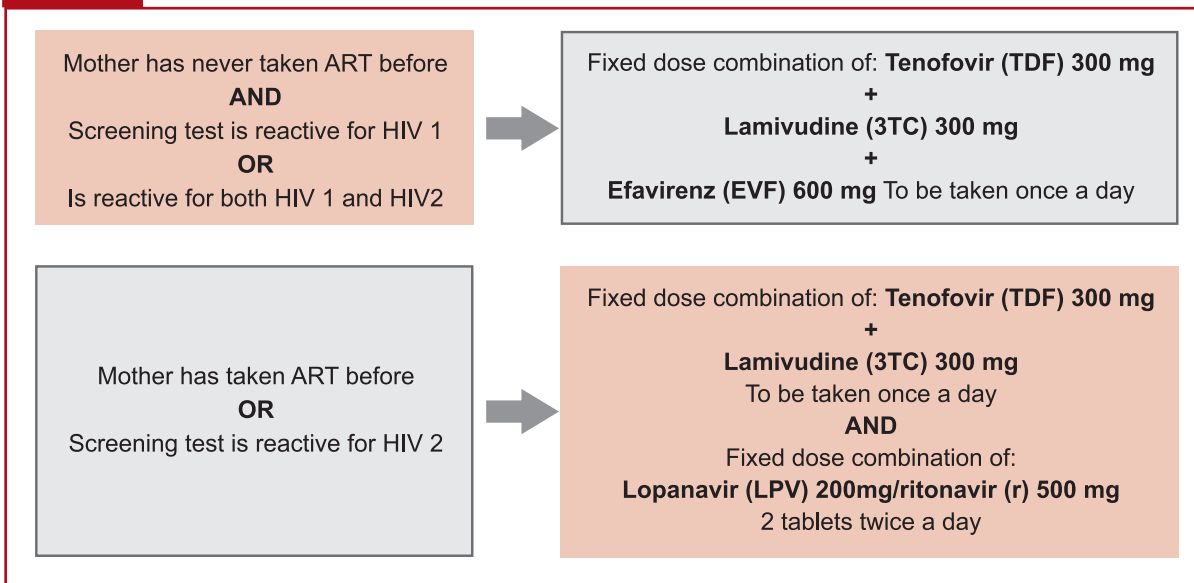 Mother has never taken ART before
AND
Screening test is reactive for HIV 1
OR
Is reactive for both HIV 1 and HIV2
Fixed dose combination of: Tenofovir (TDF) 300 mg
+
Lamivudine (3TC) 300 mg
+
Efavirenz (EVF) 600 mg To be taken once a day
Mother has taken ART before
OR
Screening test is reactive for HIV 2
Fixed dose combination of: Tenofovir (TDF) 300 mg
+
Lamivudine (3TC) 300 mg
To be taken once a day
AND
Fixed dose combination of:
Lopanavir (LPV) 200mg/ritonavir (r) 500 mg
2 tablets twice a day